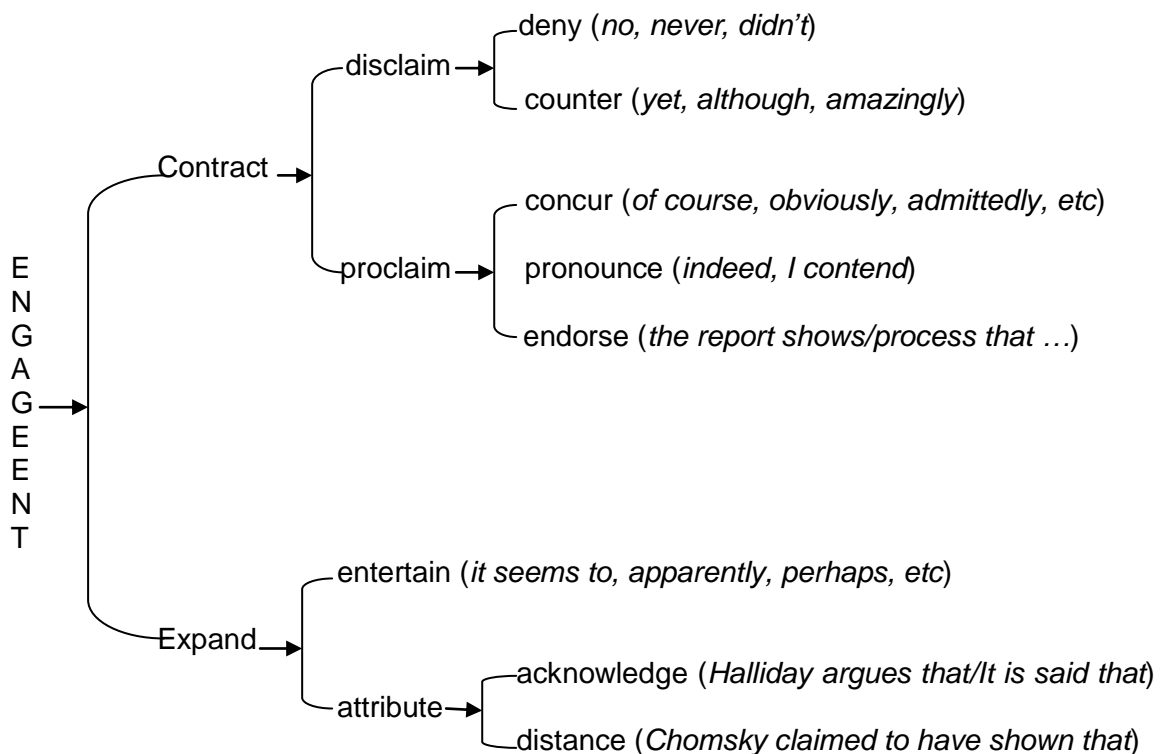 deny (no, never, didn't)
disclaim
counter (yet, although, amazingly)
Contract
concur (of course, obviously, admittedly, etc)
proclaim
pronounce (indeed, I contend)
endorse (the report shows/process that …)
E
N
G
A
G
E
E
N
T
entertain (it seems to, apparently, perhaps, etc)
Expand
acknowledge (Halliday argues that/It is said that)
attribute
distance (Chomsky claimed to have shown that)